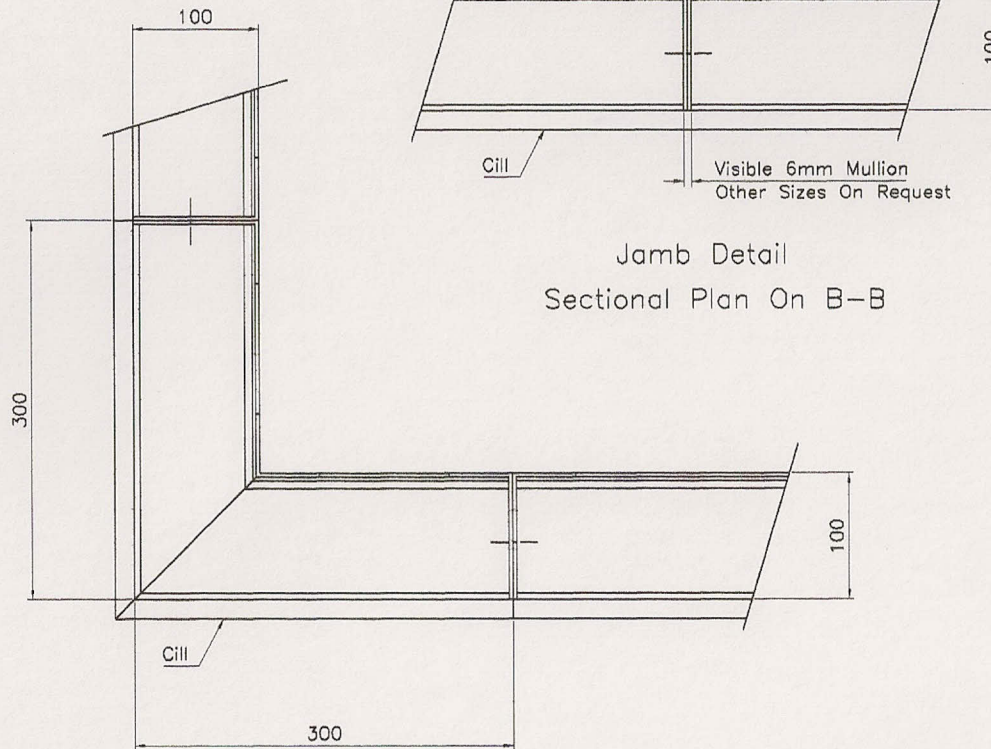 100
100
Cill
Visible 6mm Mullion
Other Sizes On Request
Jamb Detail
Sectional Plan On B-B
300
100
Cill
300